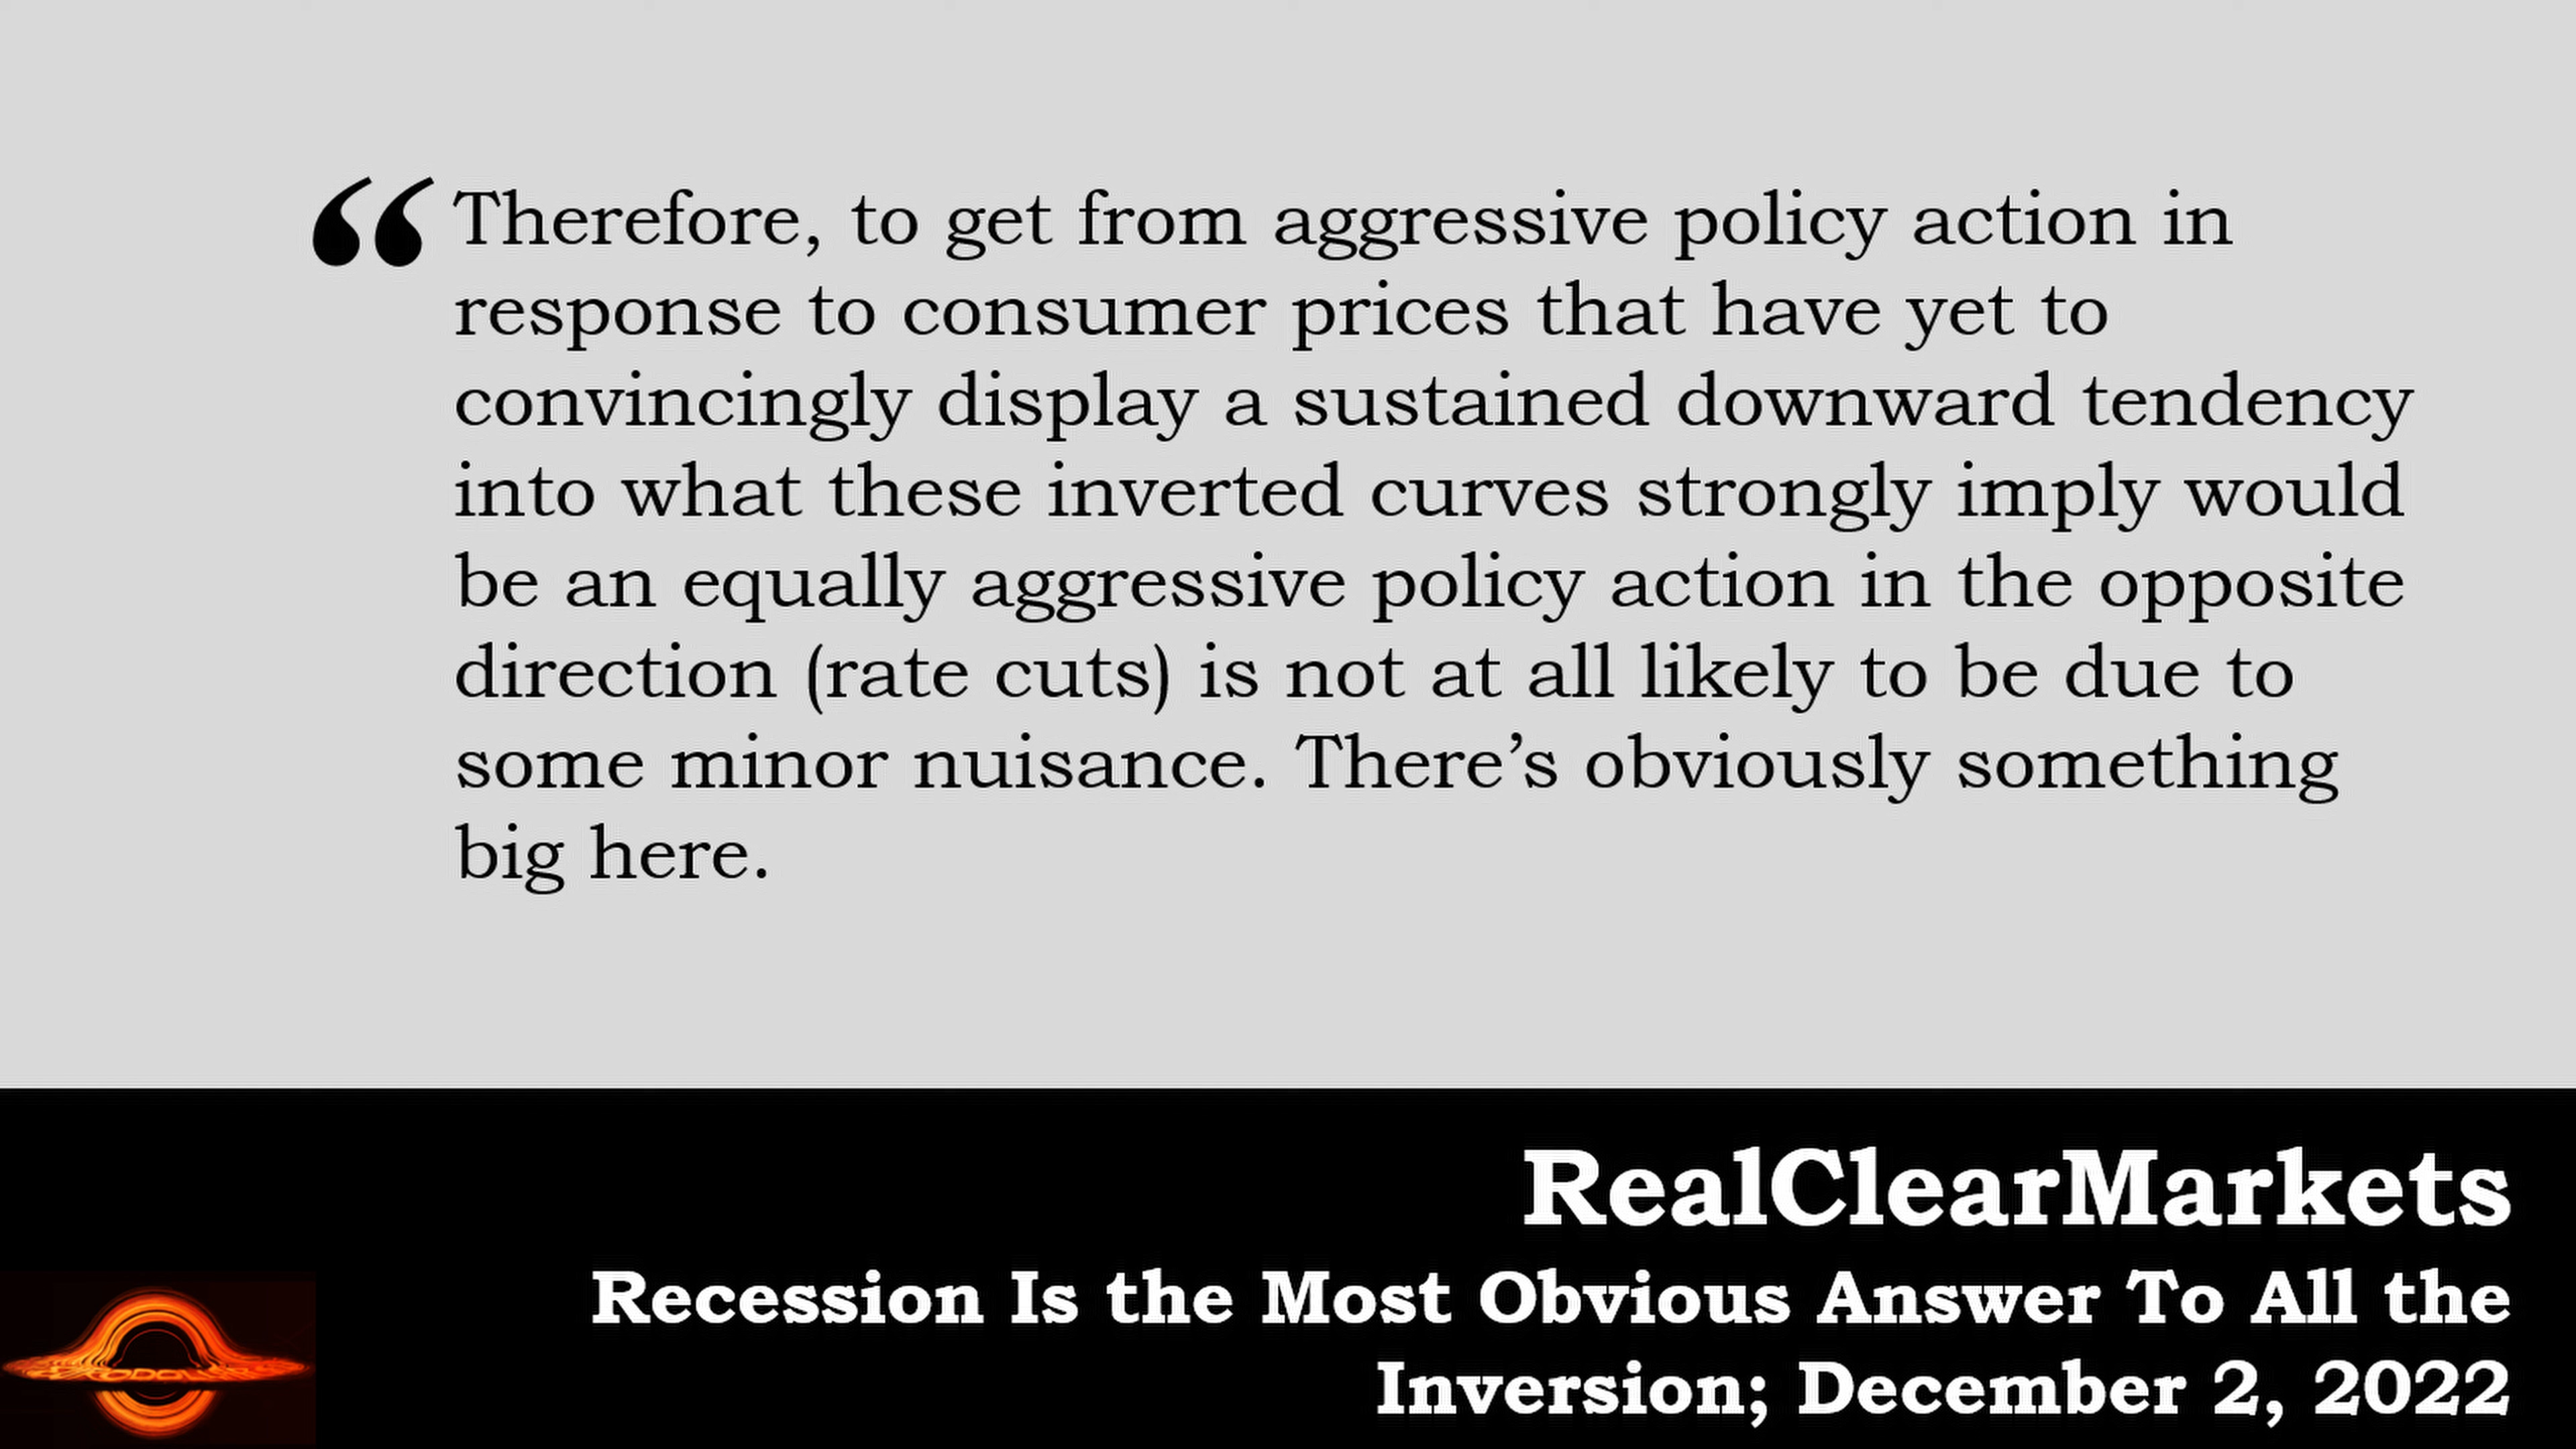 “Therefore, to get from aggressive policy action in
response to consumer prices that have yet to
convincingly display a sustained downward tendency
into what these inverted curves strongly imply would
be an equally aggressive policy action in the opposite
direction (rate cuts) is not at all likely to be due to
some minor nuisance. There’s obviously something
big here.
RealClearMarkets
Recession Is the Most Obvious Answer To All the
Inversion; December 2, 2022